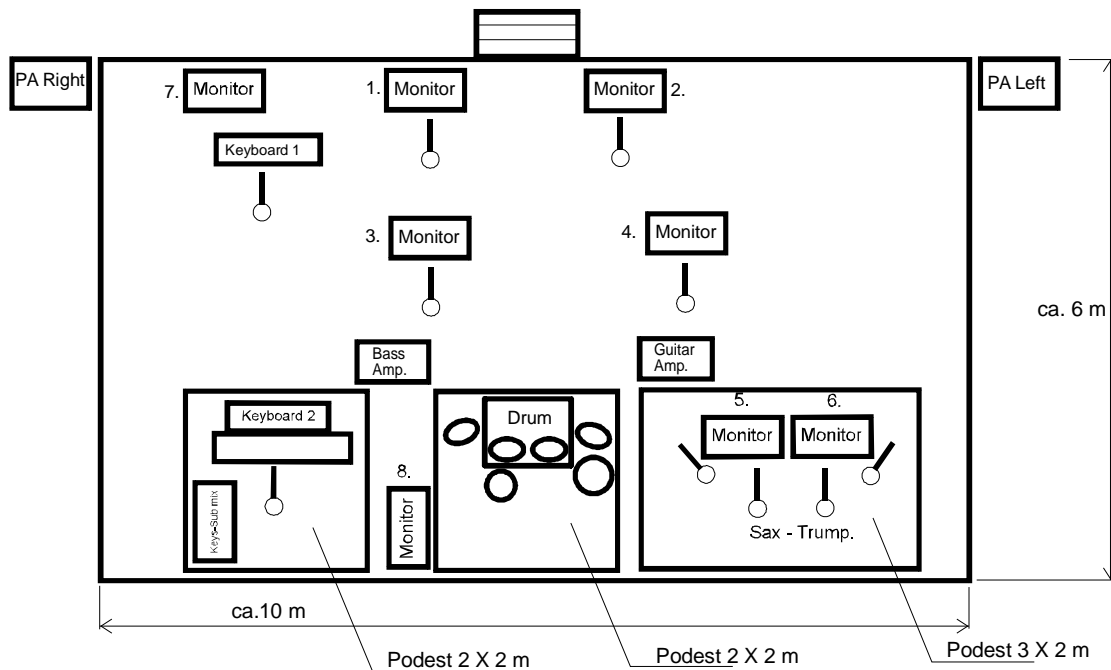 PA Right
7. Monitor
1. Monitor
Monitor 2.
PA Left
Keyboard 1
3. Monitor
4. Monitor
ca. 6 m
Bass
Amp.
Guitar
Amp.
Keyboard 2
Drum
5.
6.
Monitor
Monitor
8.
Monitor
Keys-Sub mix
Sax - Trump.
ca.10 m
Podest 2 X 2 m
Podest 2 X 2 m
Podest 3 X 2 m